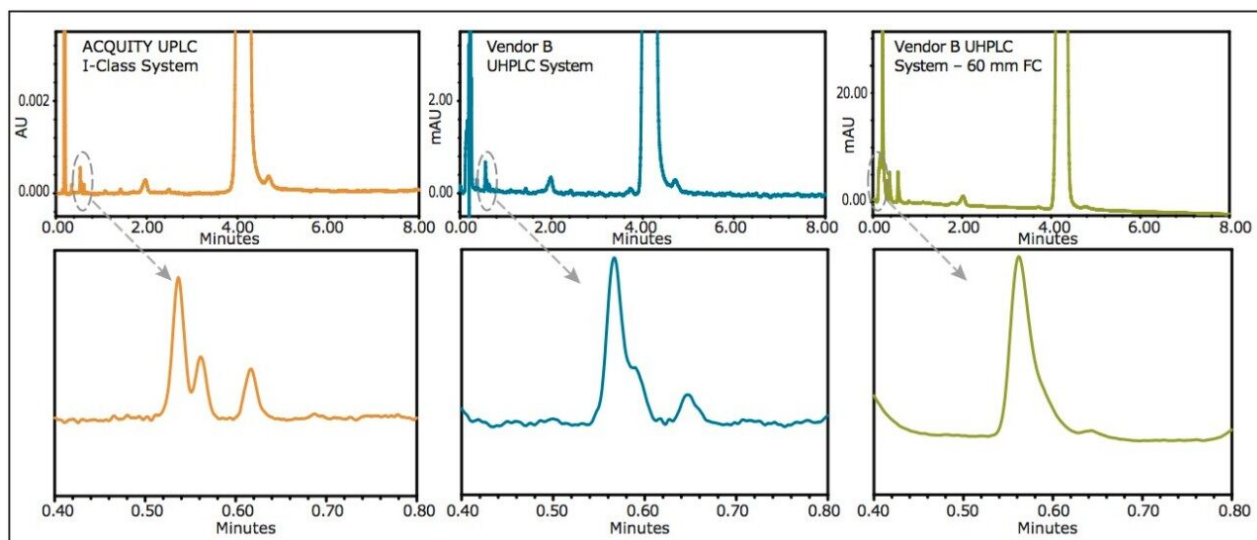 ACQUITY UPLC
I-Class System
AU
0.002
0.000
0.00 2.00 4.00 6.00 8.00
Minutes
Vendor B
UHPLC System
mAU
2.00
0.00
0.00 2.00 4.00 6.00 8.00
Minutes
Vendor B UHPLC
System – 60 mm FC
mAU
20.00
0.00
0.00 2.00 4.00 6.00 8.00
Minutes
0.40 0.50 0.60 0.70 0.80
Minutes
0.40 0.50 0.60 0.70 0.80
Minutes
0.40 0.50 0.60 0.70 0.80
Minutes